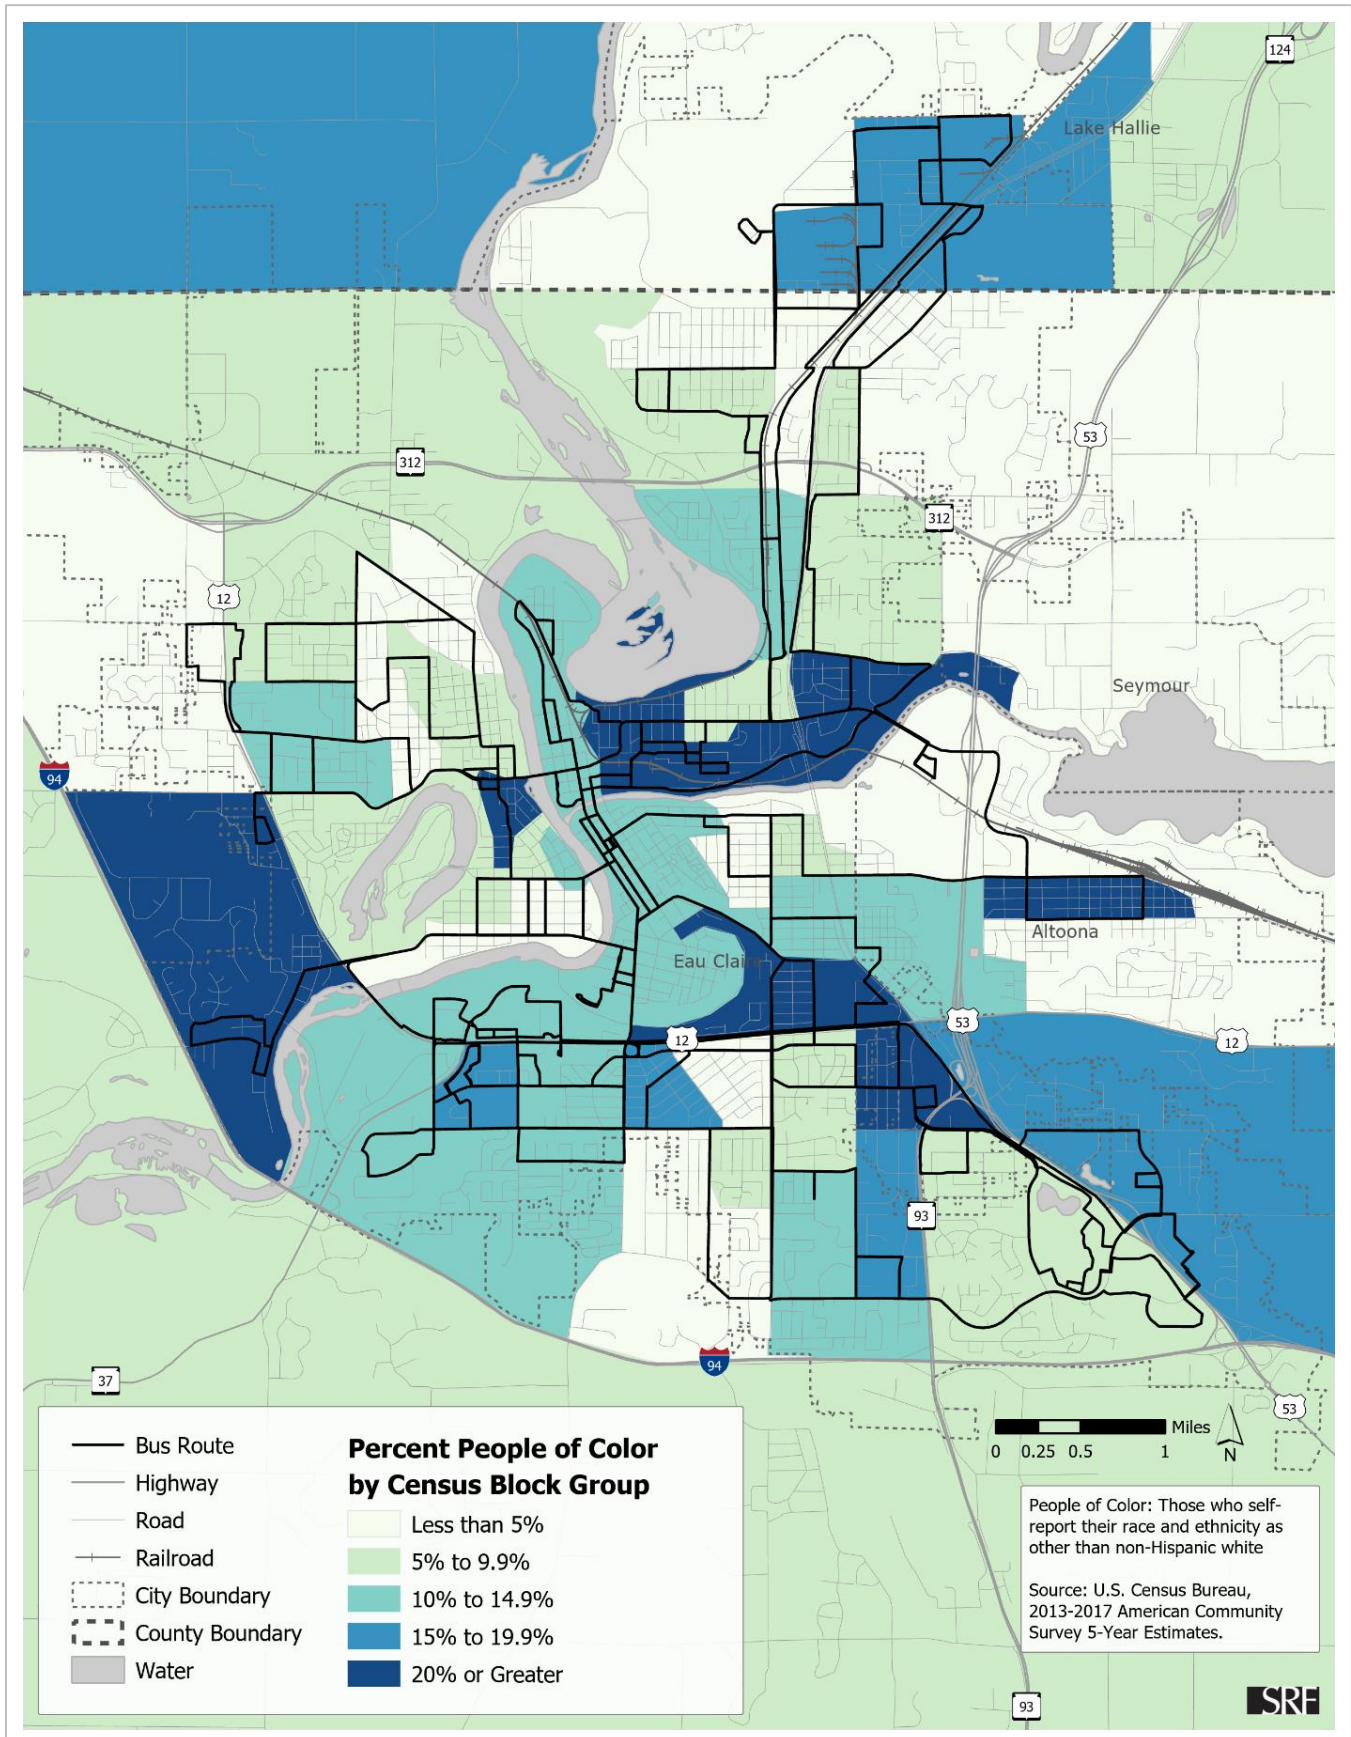 124
Lake Hallie
53
312
312
12
Seymour
94
Altoona
Eau Claire
53
12
12
93
94
37
53
Bus Route
Highway
Road
Railroad
City Boundary
County Boundary
Water
Percent People of Color
by Census Block Group
Less than 5%
5% to 9.9%
10% to 14.9%
15% to 19.9%
20% or Greater
Miles
0 0.25 0.5 1
N
People of Color: Those who self-
report their race and ethnicity as
other than non-Hispanic white
Source: U.S. Census Bureau,
2013-2017 American Community
Survey 5-Year Estimates.
93
SRF